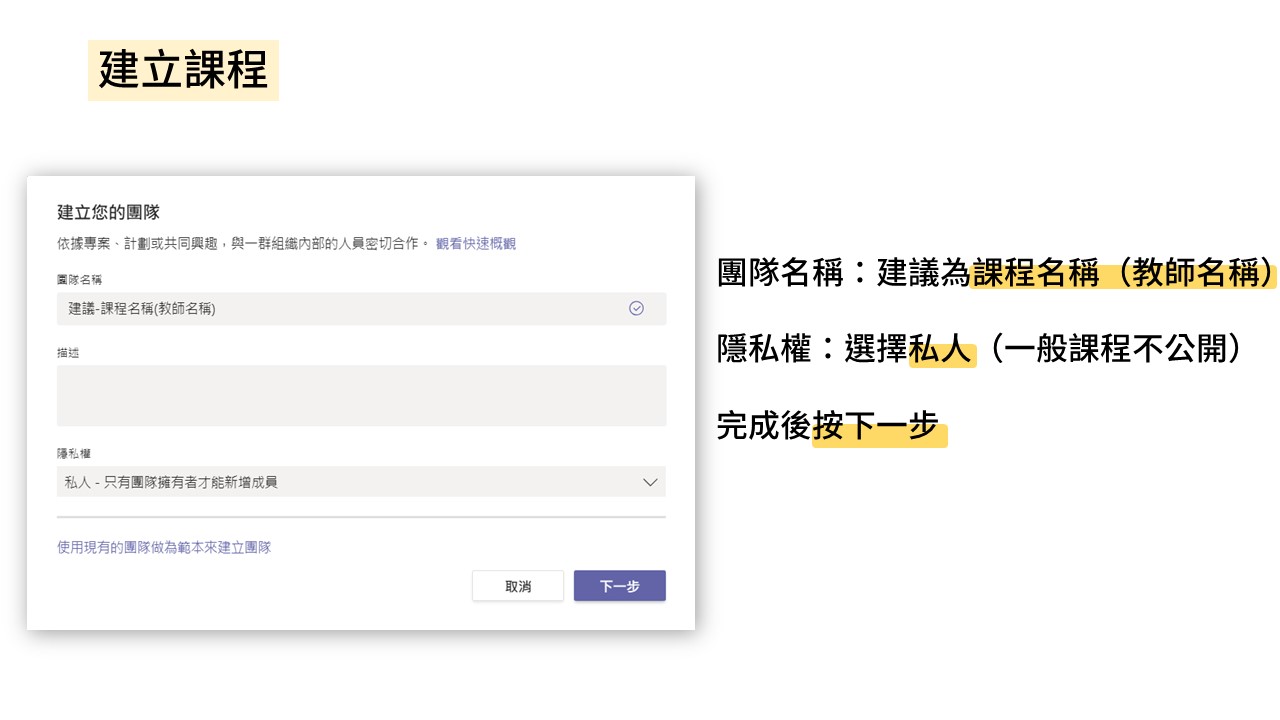 建立課程
建立您的團隊
依據專案、計劃或共同興趣，與一群組織內部的人員密切合作。 觀看快速概觀
團隊名稱
建議-課程名稱(教師名稱)
描述
隱私權
私人 - 只有團隊擁有者才能新增成員
使用現有的團隊做為範本來建立團隊
取消
下一步
團隊名稱：建議為課程名稱（教師名稱）
隱私權：選擇私人（一般課程不公開）
完成後按下一步